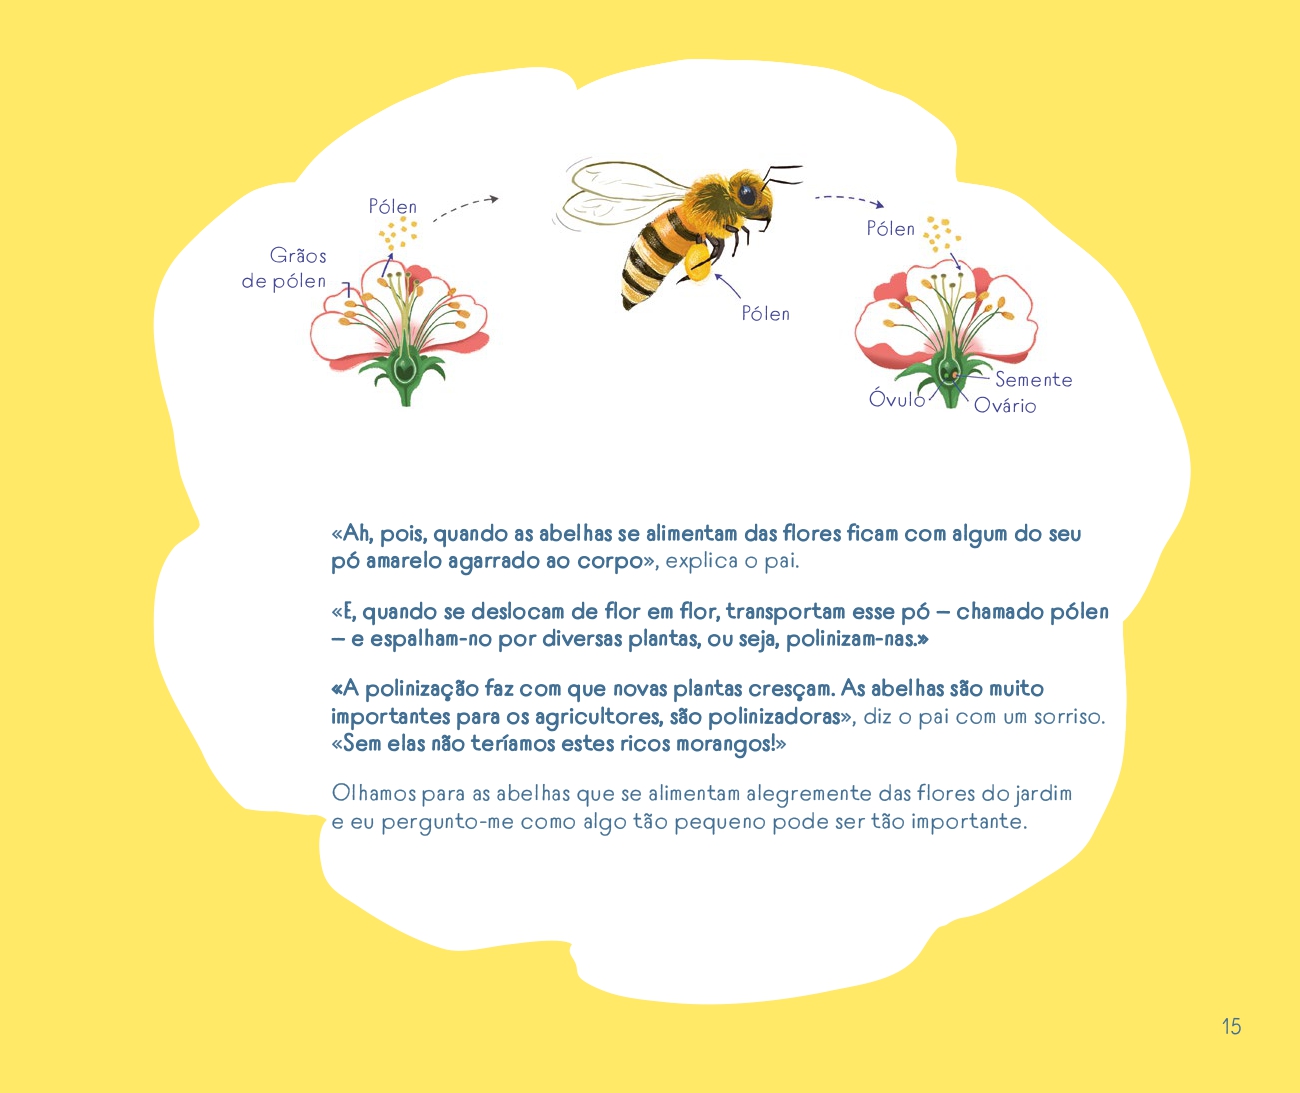 Pólen
Grãos
de pólen
Pólen
Pólen
Semente
Óvulo
Ovário
«Ah, pois, quando as abelhas se alimentam das flores ficam com algum do seu
pó amarelo agarrado ao corpo», explica o pai.
«E, quando se deslocam de flor em flor, transportam esse pó – chamado pólen
– e espalham-no por diversas plantas, ou seja, polinizam-nas.»
«A polinização faz com que novas plantas cresçam. As abelhas são muito
importantes para os agricultores, são polinizadoras», diz o pai com um sorriso.
«Sem elas não teríamos estes ricos morangos!»
Olhamos para as abelhas que se alimentam alegremente das flores do jardim
e eu pergunto-me como algo tão pequeno pode ser tão importante.
15